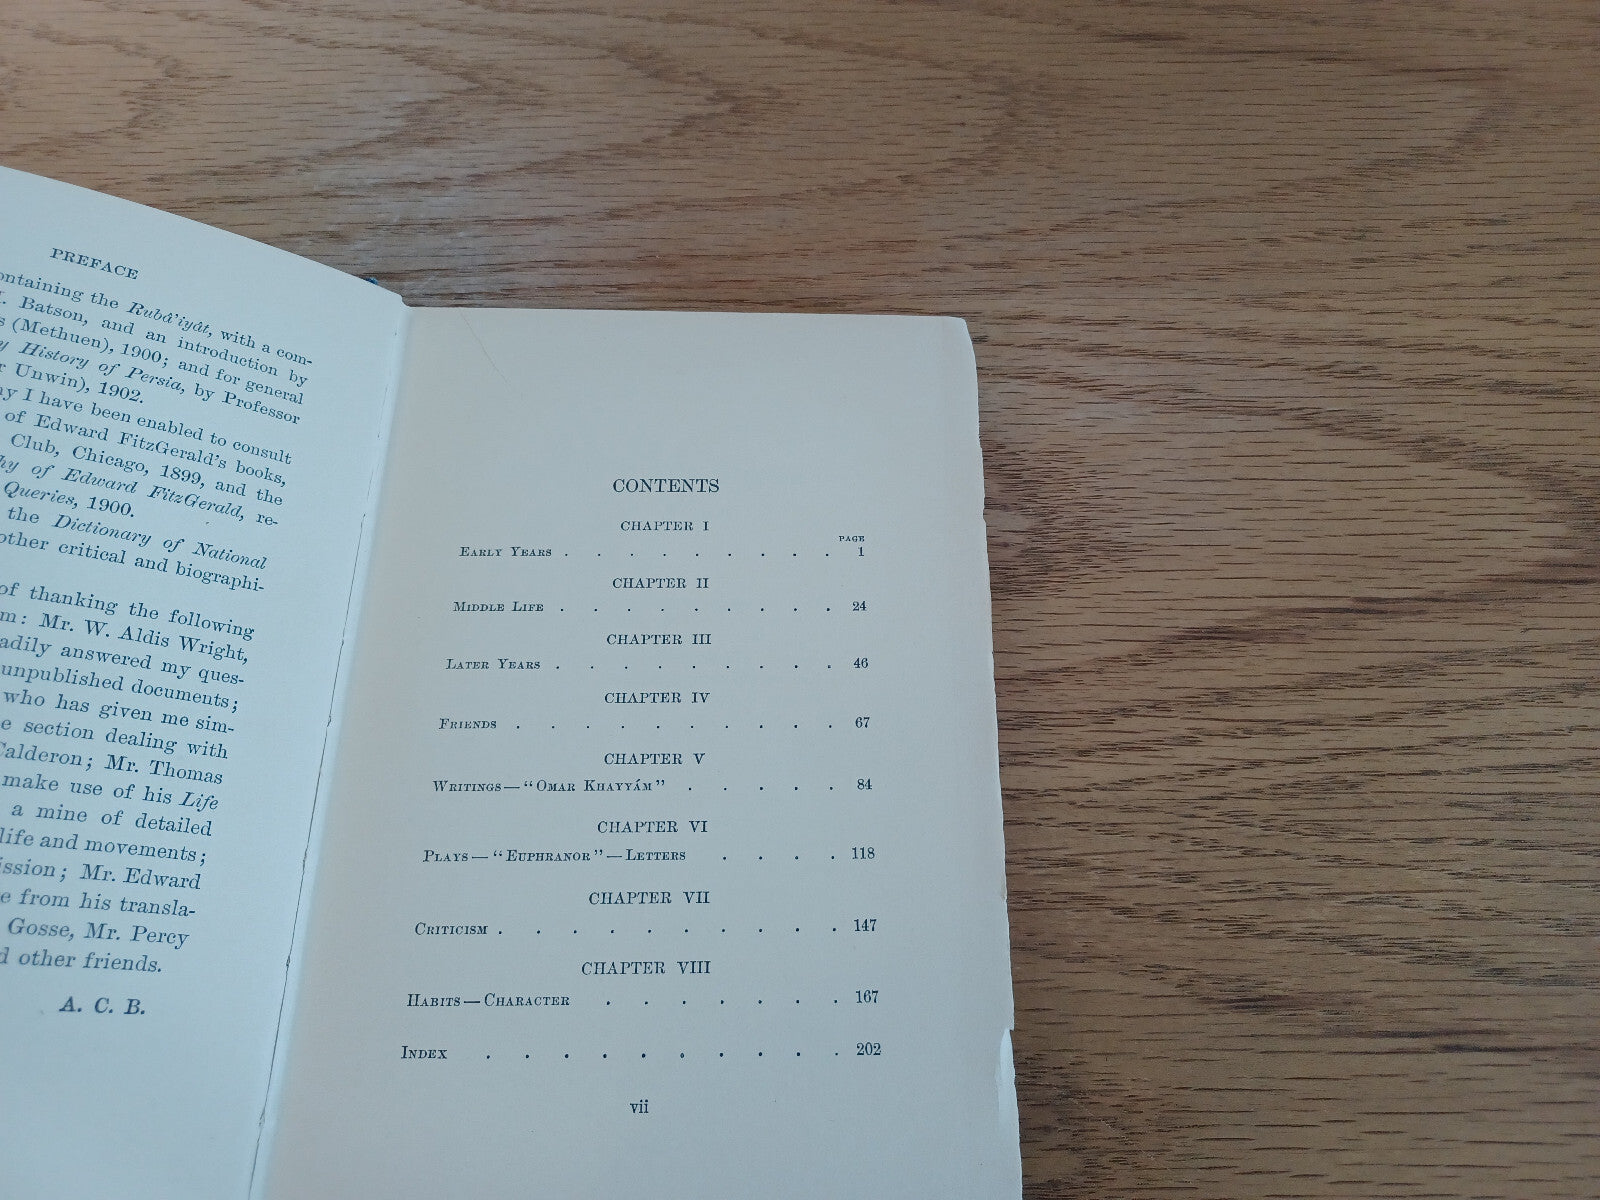 PREFACE
ontaining the Rubâ'iyát, with a com-
. Batson, and an introduction by
s (Methuen), 1900; and for general
y History of Persia, by Professor
r Unwin), 1902.
ay I have been enabled to consult
of Edward FitzGerald's books,
Club, Chicago, 1899, and the
hy of Edward FitzGerald, re-
Queries, 1900.
the Dictionary of National
other critical and biographi-
of thanking the following
m: Mr. W. Aldis Wright,
adily answered my ques-
unpublished documents;
who has given me sim-
e section dealing with
Calderon; Mr. Thomas
make use of his Life
a mine of detailed
life and movements;
ission; Mr. Edward
e from his transla-
Gosse, Mr. Percy
d other friends.
A. C. B.
CONTENTS
CHAPTER I
PAGE
EARLY YEARS . . . . . . . . . 1
CHAPTER II
MIDDLE LIFE . . . . . . . . . 24
CHAPTER III
LATER YEARS . . . . . . . . . 46
CHAPTER IV
FRIENDS . . . . . . . . . . 67
CHAPTER V
WRITINGS—"OMAR KHAYYÁM" . . . . . 84
CHAPTER VI
PLAYS—"EUPHRANOR"—LETTERS . . . . 118
CHAPTER VII
CRITICISM . . . . . . . . . . 147
CHAPTER VIII
HABITS—CHARACTER . . . . . . . 167
INDEX . . . . . . . . . . 202
vii